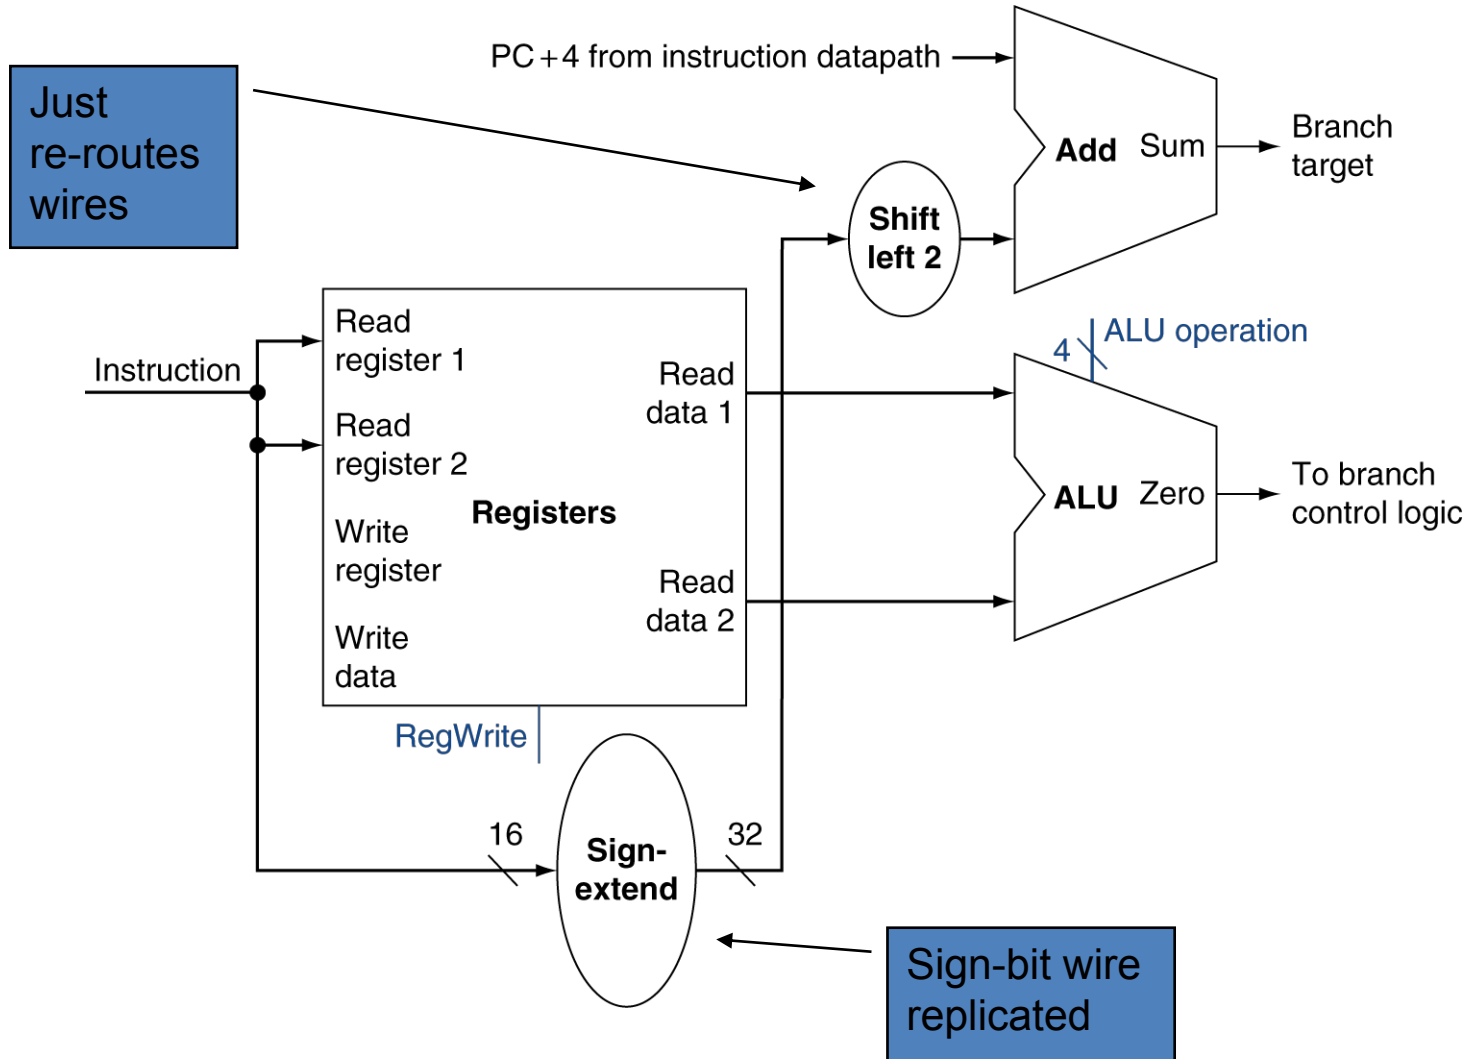 Just
re-routes
wires
PC+4 from instruction datapath
Add Sum
Branch
target
Shift
left 2
Instruction
Read
register 1
Read
register 2
Write
register
Write
data
Registers
Read
data 1
Read
data 2
RegWrite
4
ALU operation
ALU Zero
To branch
control logic
16
Sign-
extend
32
Sign-bit wire
replicated